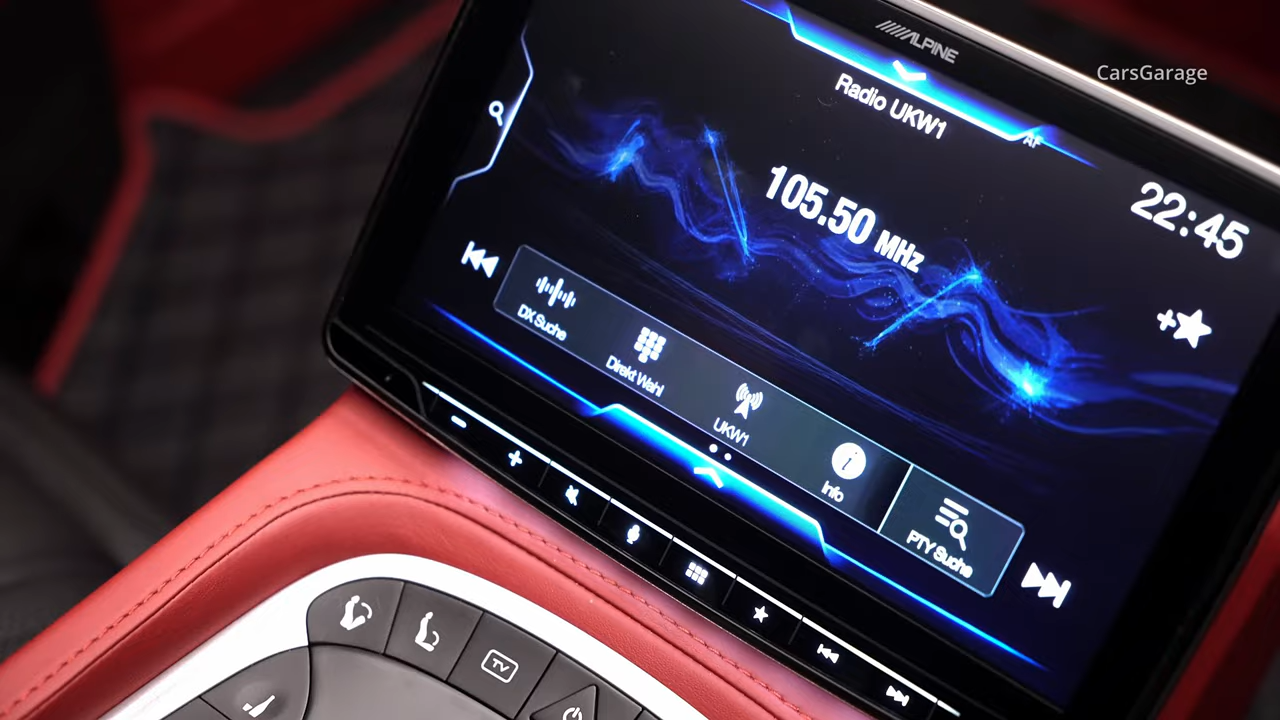 ALPINE
CarsGarage
Radio UKW1
AF
105.50 MHz
22:45
DX Suche
Direkt Wahl
UKW1
Info
PTY Suche
TV